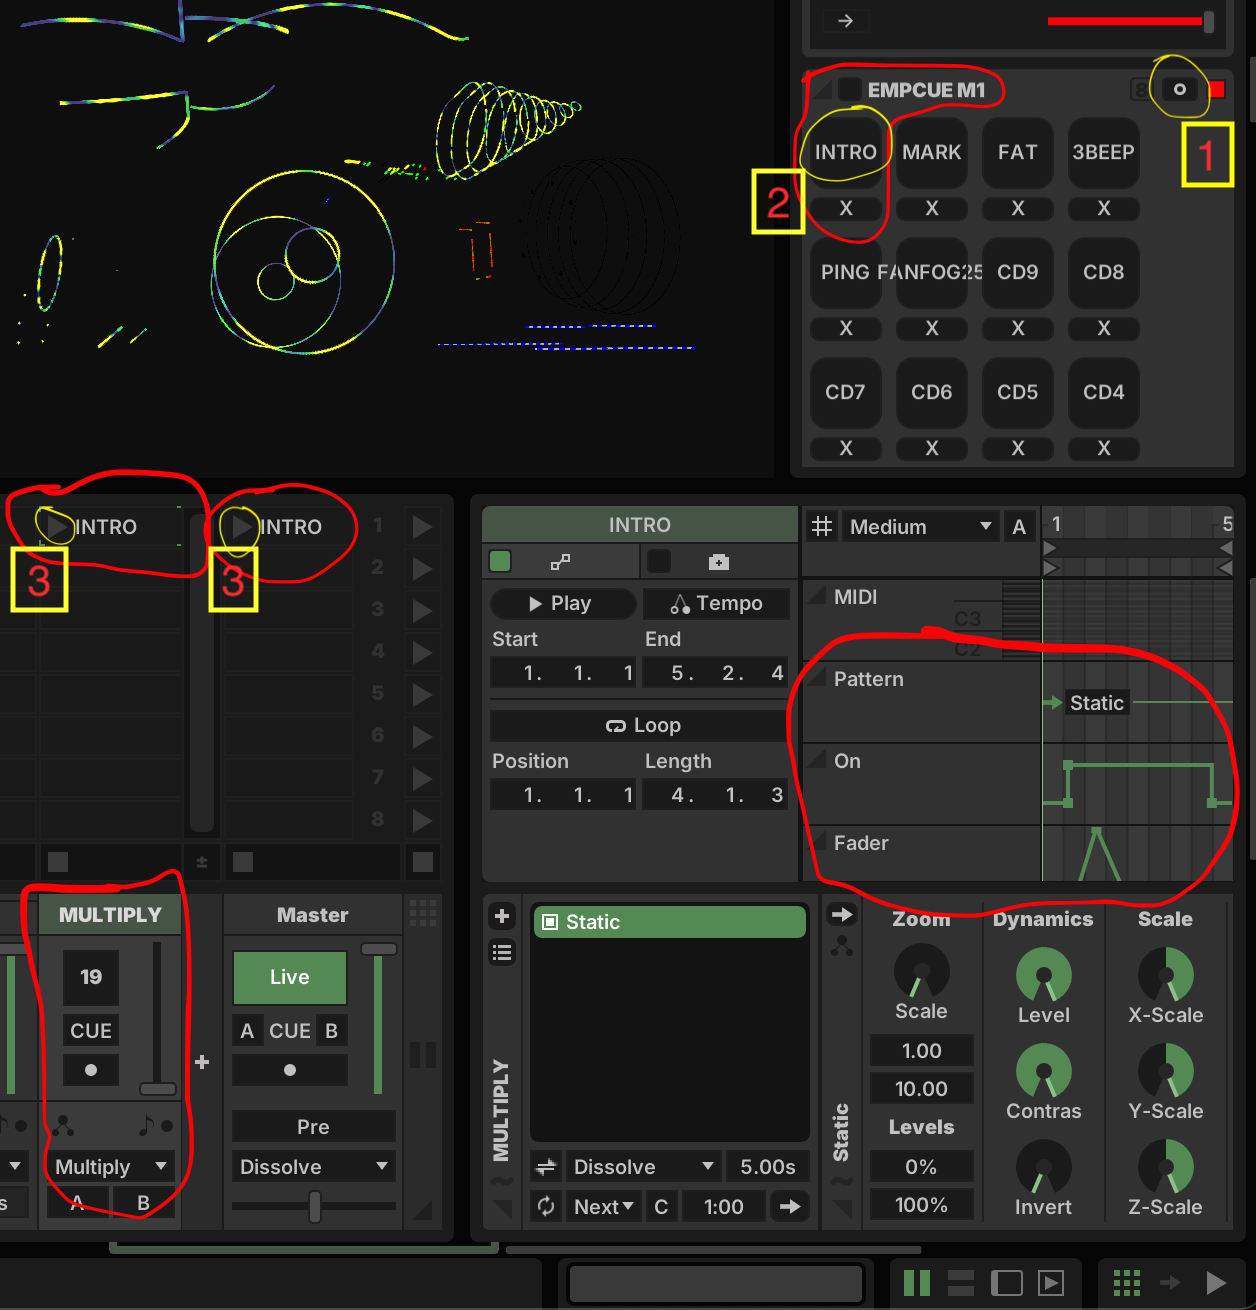 EMPCUE M1
8
1
INTRO MARK FAT 3BEEP
X X X X
2
PING FANFOG25 CD9 CD8
X X X X
CD7 CD6 CD5 CD4
X X X X
INTRO INTRO 1
2
3 3
3
4
5
6
7
8
±
INTRO
Play Tempo
Start End
1. 1. 1 5. 2. 4
Loop
Position Length
1. 1. 1 4. 1. 3
Medium A 1 5
MIDI
C3
C2
Pattern
Static
On
Fader
MULTIPLY
19
CUE
Multiply
A B
s
Master
Live
A CUE B
Pre
Dissolve
MULTIPLY
Static
Dissolve 5.00s
Next C 1:00
Static
Zoom Dynamics Scale
Scale Level X-Scale
1.00
10.00
Contras Y-Scale
Levels
0%
100%
Invert Z-Scale